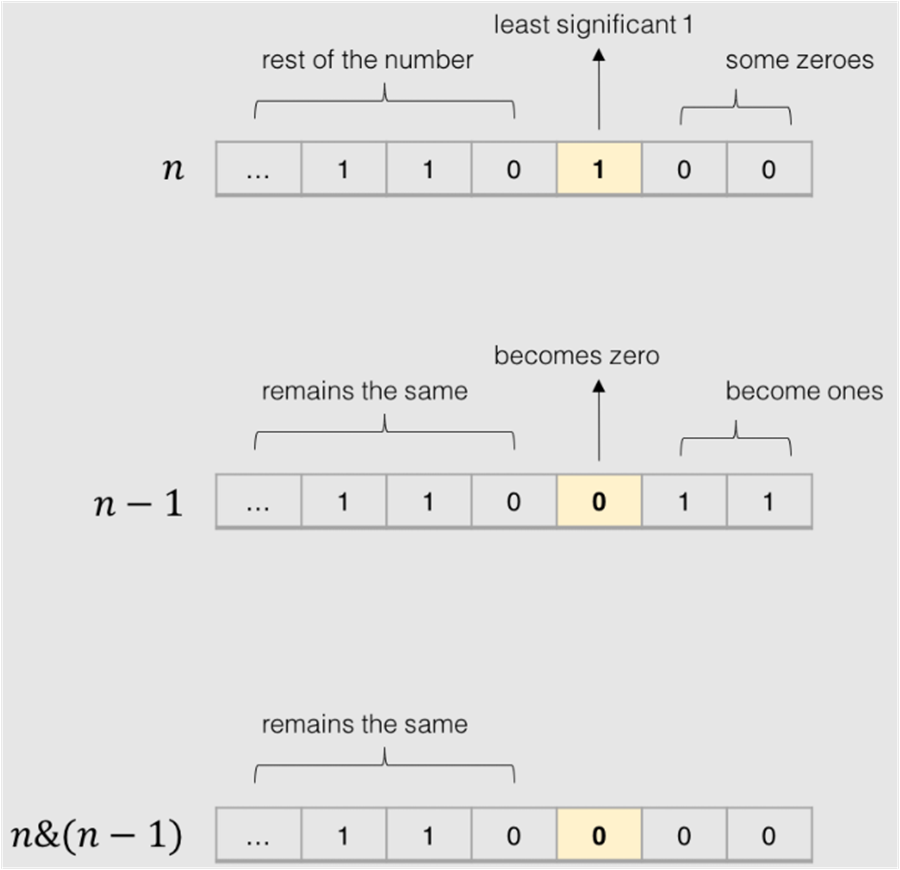 least significant 1
rest of the number
some zeroes
n ... 1 1 0 1 0 0
becomes zero
remains the same
become ones
n − 1 ... 1 1 0 0 1 1
remains the same
n&(n − 1) ... 1 1 0 0 0 0